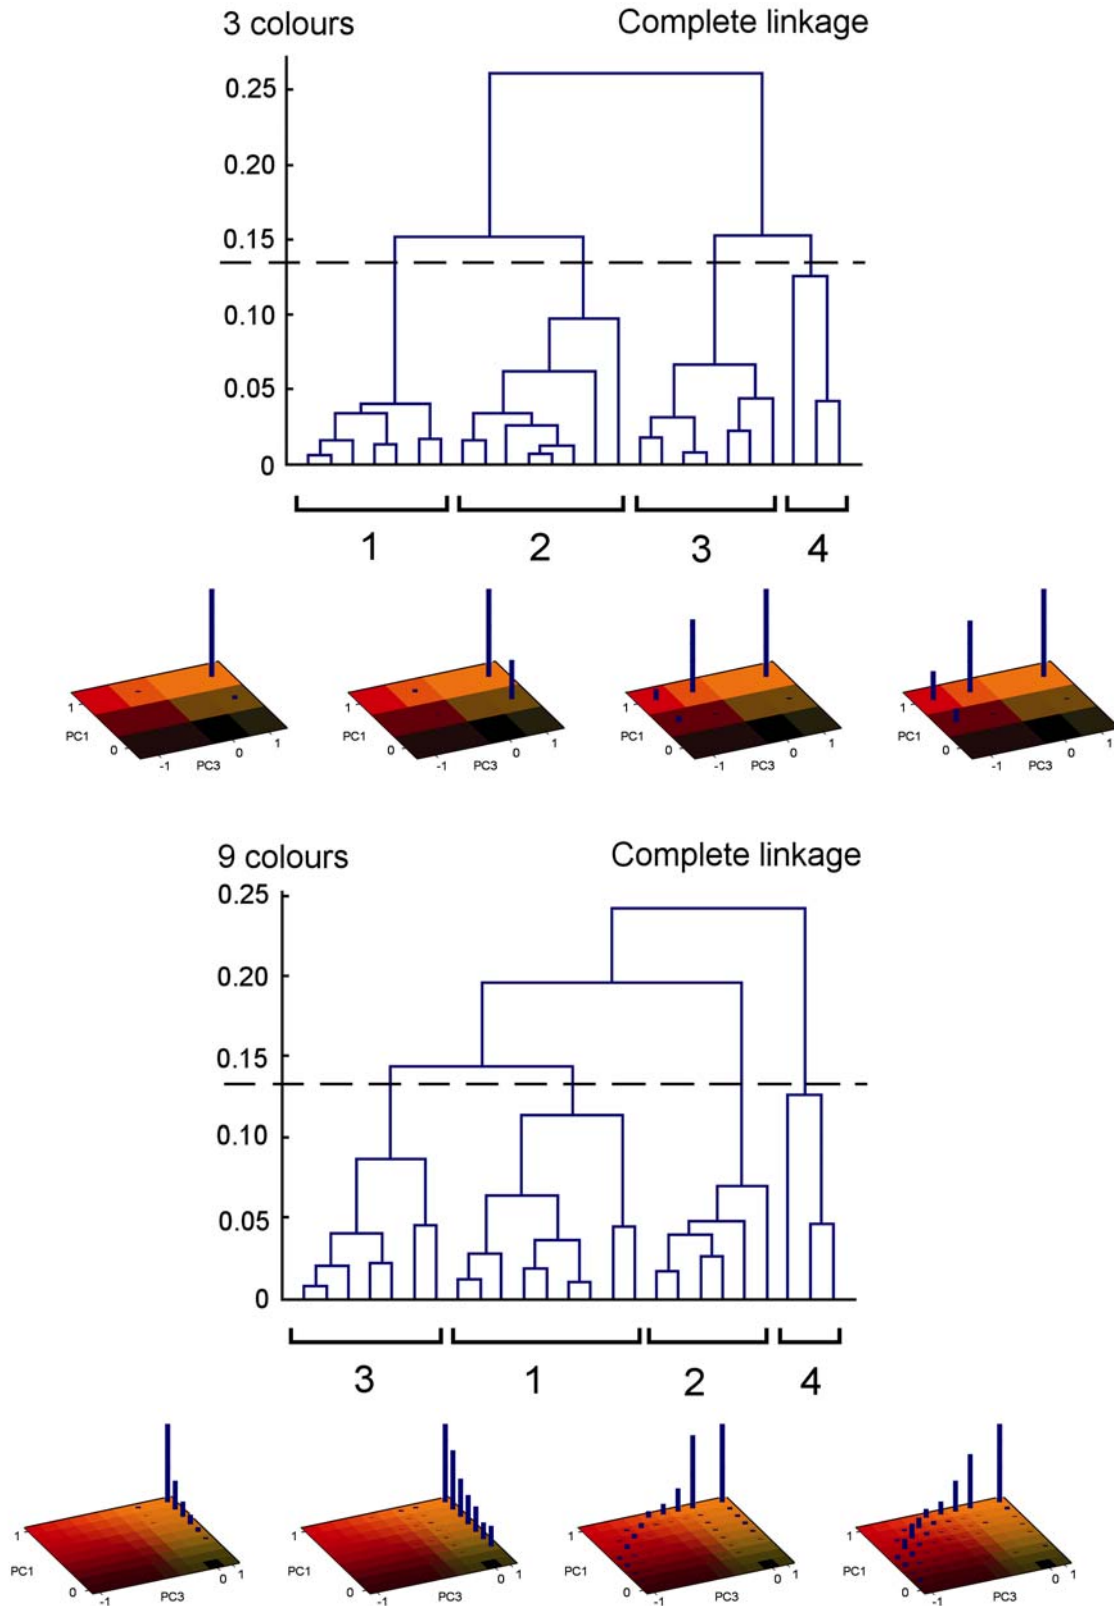 3 colours Complete linkage
0.25
0.20
0.15
0.10
0.05
0
1 2 3 4
1 1 1 1
PC1 PC1 PC1 PC1
0 0 1 0 0 1 0 0 1 0 0 1
-1 PC3 -1 PC3 -1 PC3 -1 PC3
9 colours Complete linkage
0.25
0.20
0.15
0.10
0.05
0
3 1 2 4
1 1 1 1
PC1 PC1 PC1 PC1
0 0 1 0 0 1 0 0 1 0 0 1
-1 PC3 -1 PC3 -1 PC3 -1 PC3